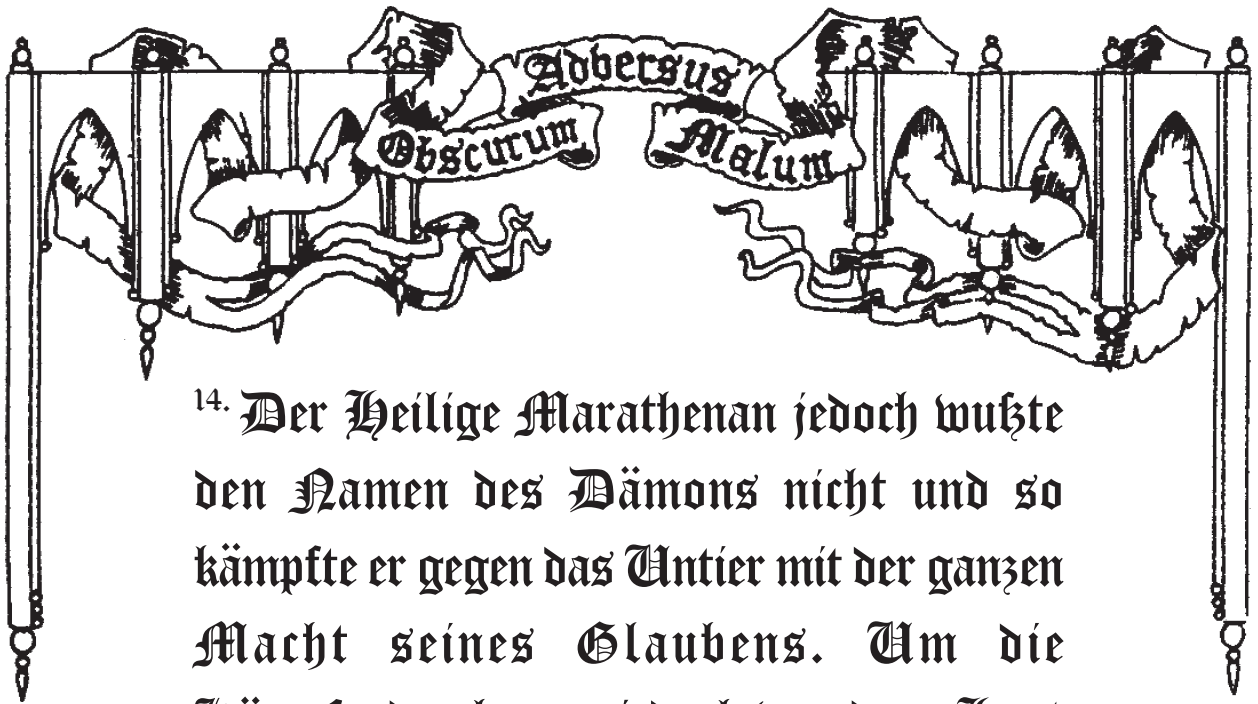 Adversus
Obscurum Malum
14. Der Heilige Marathenan jedoch wußte
den Namen des Dämons nicht und so
kämpfte er gegen das Untier mit der ganzen
Macht seines Glaubens. Um die